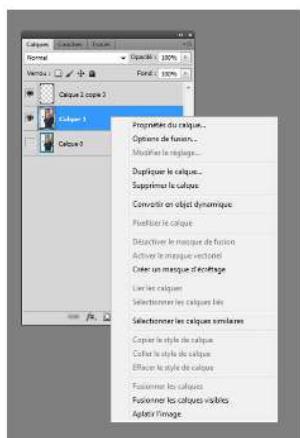 Calques Couches Tracés
Normal Opacité : 100%
Verrou : Fond : 100%
Calque 2 copie 3
Calque 1
Calque 0
Propriétés du calque...
Options de fusion...
Modifier le réglage...
Dupliquer le calque...
Supprimer le calque
Convertir en objet dynamique
Pixelliser le calque
Désactiver le masque de fusion
Activer le masque vectoriel
Créer un masque d'écrêtage
Lier les calques
Sélectionner les calques liés
Sélectionner les calques similaires
Copier le style de calque
Coller le style de calque
Effacer le style de calque
Fusionner les calques
Fusionner les calques visibles
Aplatir l'image
fx.